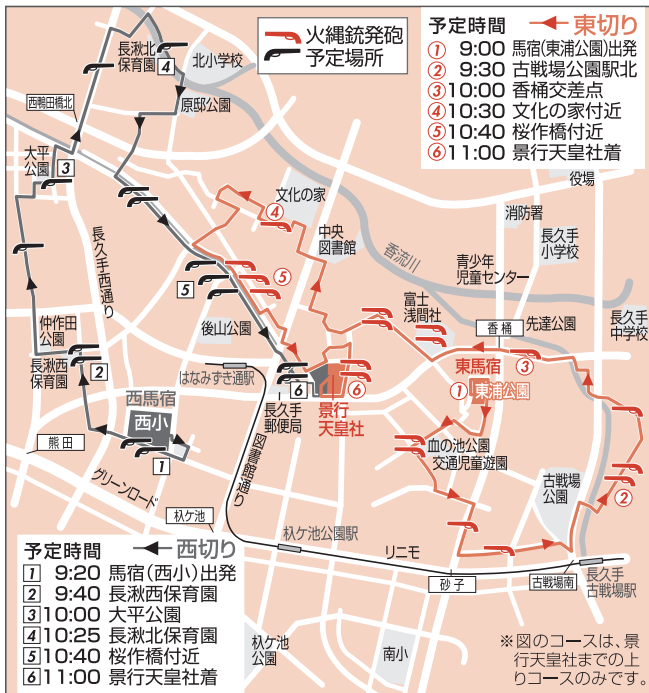 火縄銃発砲
予定場所
予定時間 東切り
① 9:00 馬宿(東浦公園)出発
② 9:30 古戦場公園駅北
③10:00 香桶交差点
④10:30 文化の家付近
⑤10:40 桜作橋付近
⑥11:00 景行天皇社着
長湫北
保育園
4
北小学校
西鴨田橋北
原邸公園
大平
公園
3
文化の家
④
役場
消防署
中央
図書館
香流川
長久手
小学校
青少年
児童センター
長久手西通り
5
⑤
富士
浅間社
香桶
先達公園
長久手
中学校
仲作田
公園
後山公園
長湫西
保育園
2
はなみずき通駅
6
⑥
東馬宿
③
①
東浦公園
西馬宿
西小
長久手
郵便局
景行
天皇社
熊田
1
図書館通り
血の池公園
交通児童遊園
古戦場
公園
②
グリーンロード
杁ケ池
杁ケ池公園駅
リニモ
砂子
古戦場南
長久手
古戦場駅
予定時間 西切り
1 9:20 馬宿(西小)出発
2 9:40 長湫西保育園
3 10:00 大平公園
4 10:25 長湫北保育園
5 10:40 桜作橋付近
6 11:00 景行天皇社着
杁ケ池
公園
南小
※図のコースは、景
行天皇社までの上
りコースのみです。